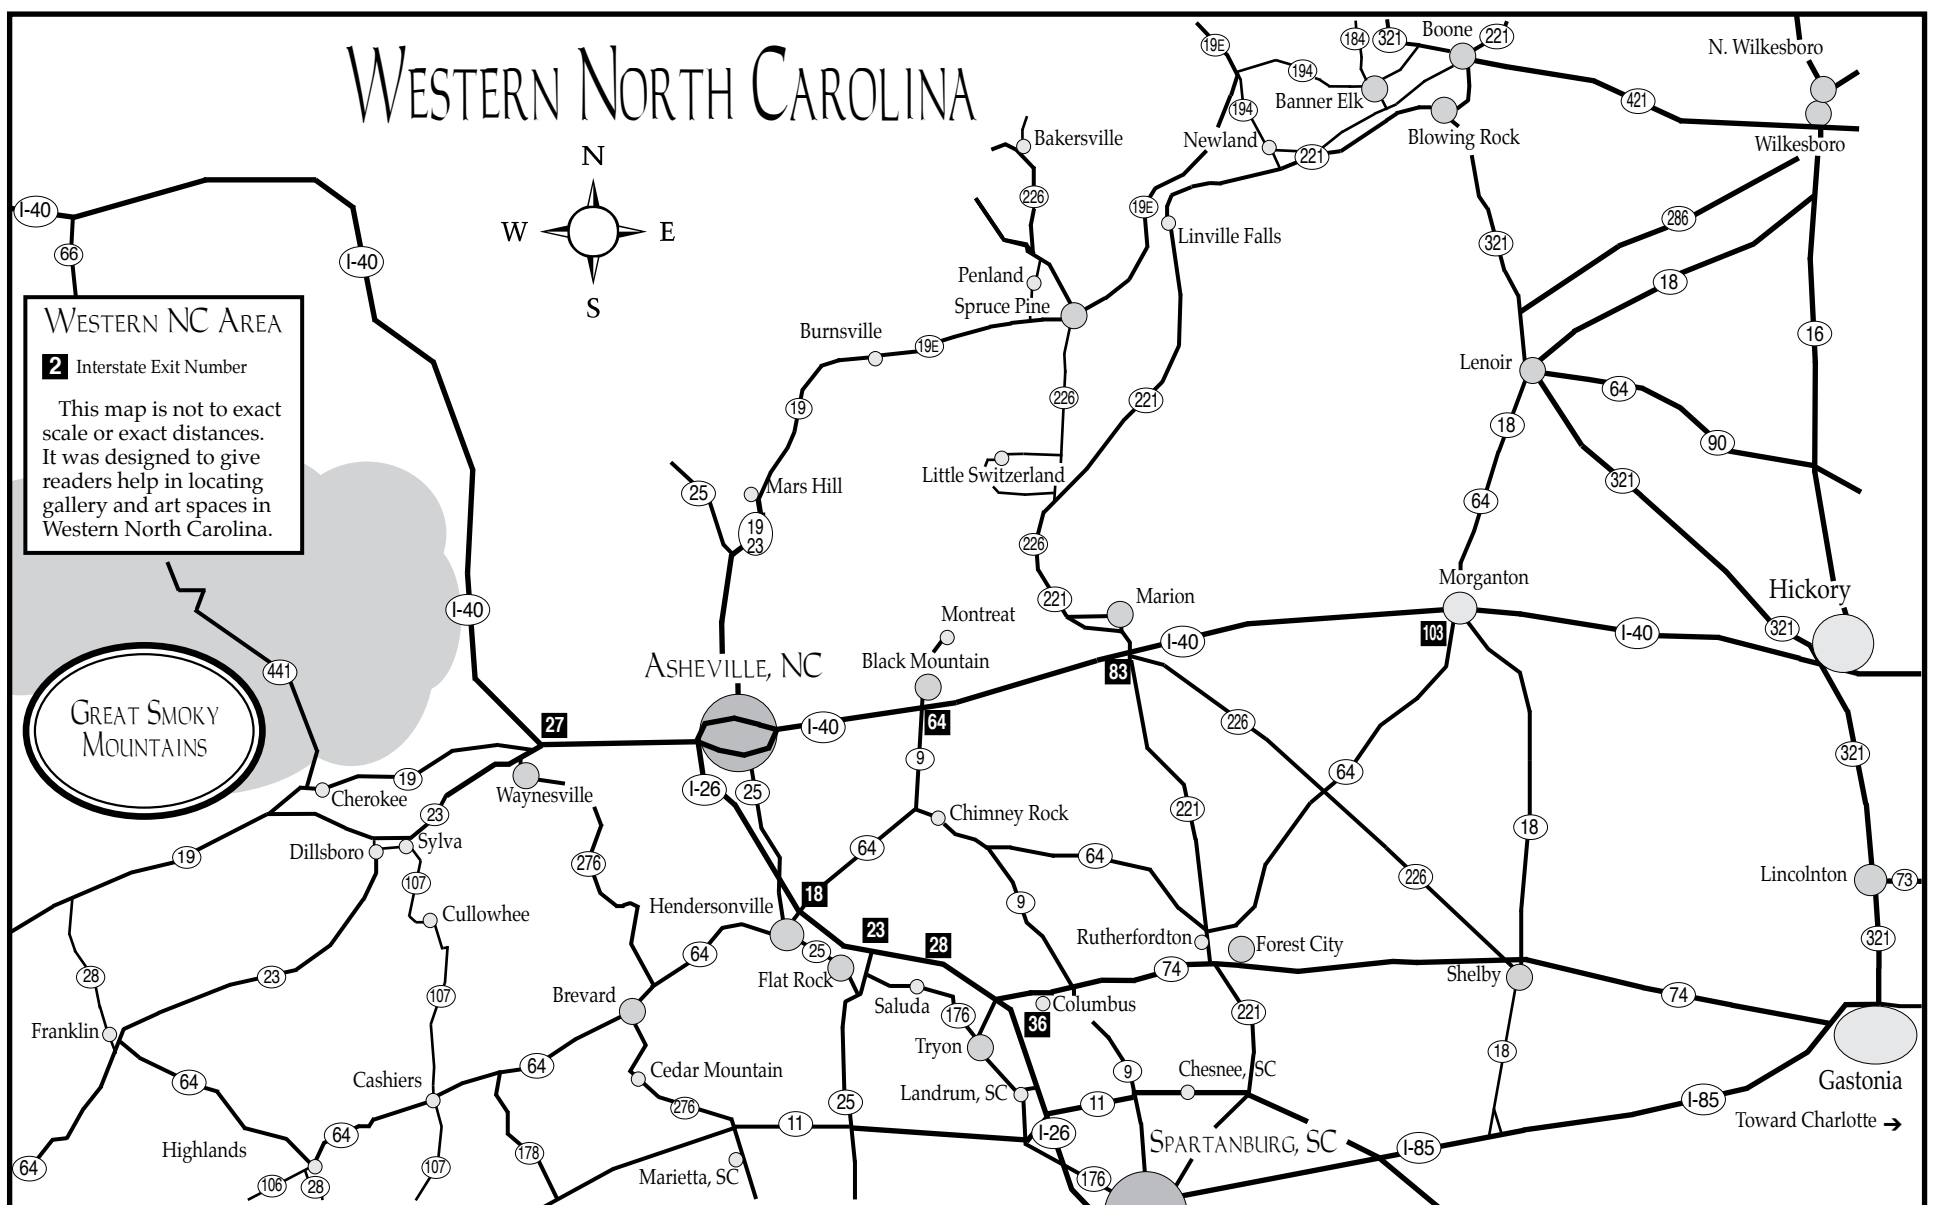 WESTERN NORTH CAROLINA
N
W
E
S
19E
184
321
Boone
221
N. Wilkesboro
194
Banner Elk
194
421
Newland
221
Blowing Rock
Wilkesboro
Bakersville
226
19E
Linville Falls
286
321
I-40
66
I-40
Penland
Spruce Pine
18
16
WESTERN NC AREA
2 Interstate Exit Number
This map is not to exact
scale or exact distances.
It was designed to give
readers help in locating
gallery and art spaces in
Western North Carolina.
Burnsville
19E
Lenoir
64
19
226
221
18
90
Little Switzerland
321
25
Mars Hill
64
19
23
226
Morganton
Hickory
221
Marion
I-40
Montreat
103
I-40
321
I-40
Black Mountain
83
ASHEVILLE, NC
441
GREAT SMOKY
MOUNTAINS
27
I-40
64
226
9
321
19
Cherokee
Waynesville
I-26
25
64
23
Chimney Rock
221
18
19
Dillsboro
Sylva
276
64
64
107
18
226
Lincolnton
73
Cullowhee
Hendersonville
9
23
28
Rutherfordton
Forest City
321
28
23
64
25
Flat Rock
74
Shelby
74
107
Brevard
Saluda
176
Columbus
36
221
Franklin
Tryon
18
64
Cashiers
64
Cedar Mountain
Landrum, SC
9
Chesnee, SC
Gastonia
276
25
11
I-85
Toward Charlotte ➔
11
Highlands
64
I-26
SPARTANBURG, SC
I-85
64
106
28
107
178
Marietta, SC
176